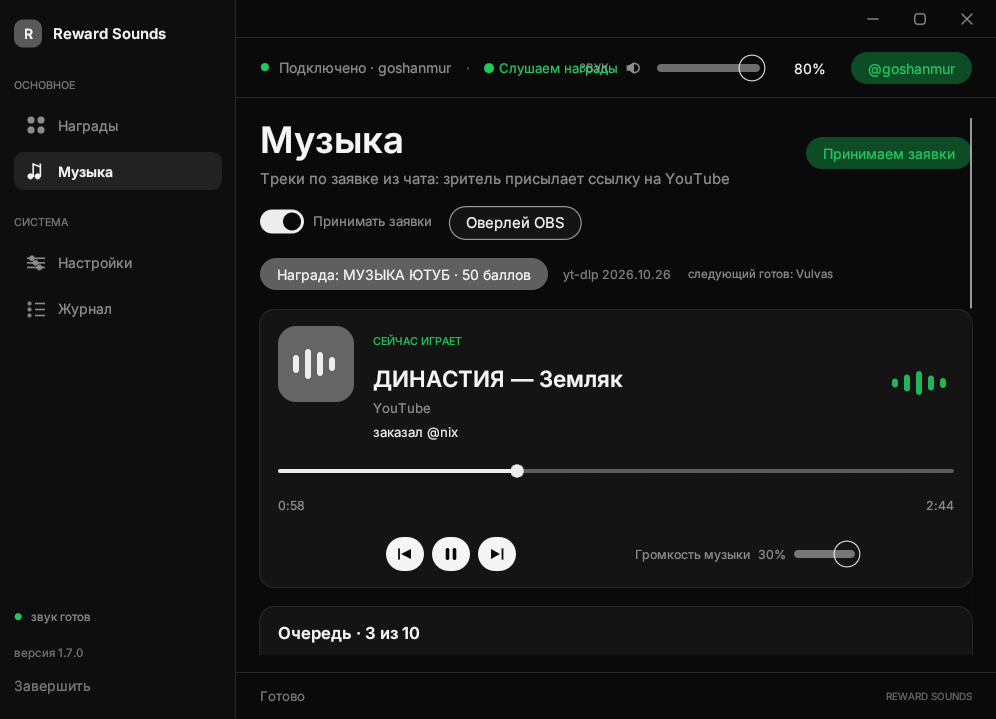 R Reward Sounds
ОСНОВНОЕ
Награды
Музыка
СИСТЕМА
Настройки
Журнал
звук готов
версия 1.7.0
Завершить
Подключено · goshanmur · Слушаем награды ЗВУК 80% @goshanmur
Музыка
Принимаем заявки
Треки по заявке из чата: зритель присылает ссылку на YouTube
Принимать заявки Оверлей OBS
Награда: МУЗЫКА ЮТУБ · 50 баллов yt-dlp 2026.10.26 следующий готов: Vulvas
СЕЙЧАС ИГРАЕТ
ДИНАСТИЯ — Земляк
YouTube
заказал @nix
0:58 2:44
Громкость музыки 30%
Очередь · 3 из 10
Готово REWARD SOUNDS